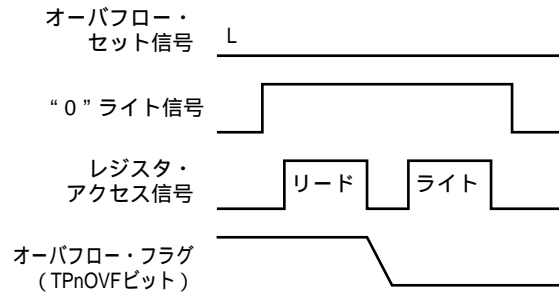 オーバフロー・
セット信号
L
“０”ライト信号
レジスタ・
アクセス信号
リード
ライト
オーバフロー・フラグ
（TPnOVFビット）